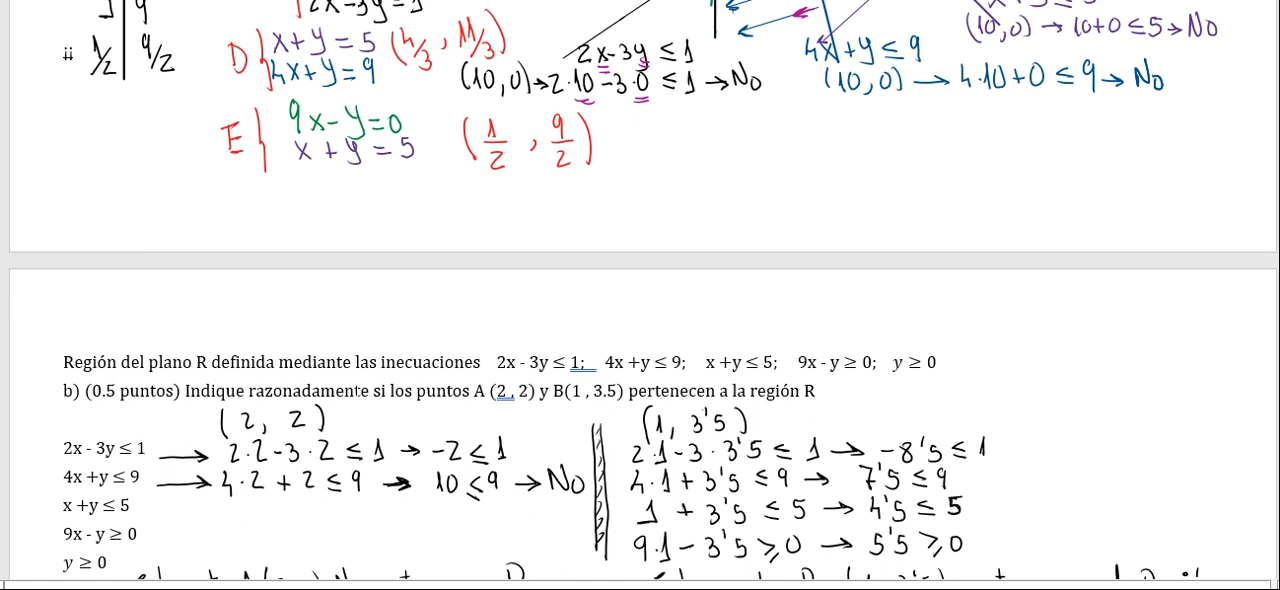 ii 1/2 | 9/2
D } x+y=5 (4/3, 11/3)
4x+y=9
2x-3y ≤ 1
(10,0)→2·10-3·0 ≤ 1 →No
4x+y ≤ 9
(10,0) → 4·10+0 ≤ 9→ No
(10,0) → 10+0 ≤5→No
E } 9x-y=0
x+y=5 (1/2, 9/2)
Región del plano R definida mediante las inecuaciones 2x - 3y ≤ 1; 4x +y ≤ 9; x +y ≤ 5; 9x - y ≥ 0; y ≥ 0
b) (0.5 puntos) Indique razonadamente si los puntos A (2 , 2) y B(1 , 3.5) pertenecen a la región R
(2, 2)
2x - 3y ≤ 1 → 2·2-3·2 ≤ 1 → -2 ≤ 1
4x +y ≤ 9 → 4·2+2 ≤ 9 → 10 ≤ 9 → No
x +y ≤ 5
9x - y ≥ 0
y ≥ 0
(1, 3'5)
2·1-3·3'5 ≤ 1 → -8'5 ≤ 1
4·1+3'5 ≤ 9 → 7'5 ≤ 9
1 + 3'5 ≤ 5 → 4'5 ≤ 5
9·1-3'5 ≥ 0 → 5'5 ≥ 0